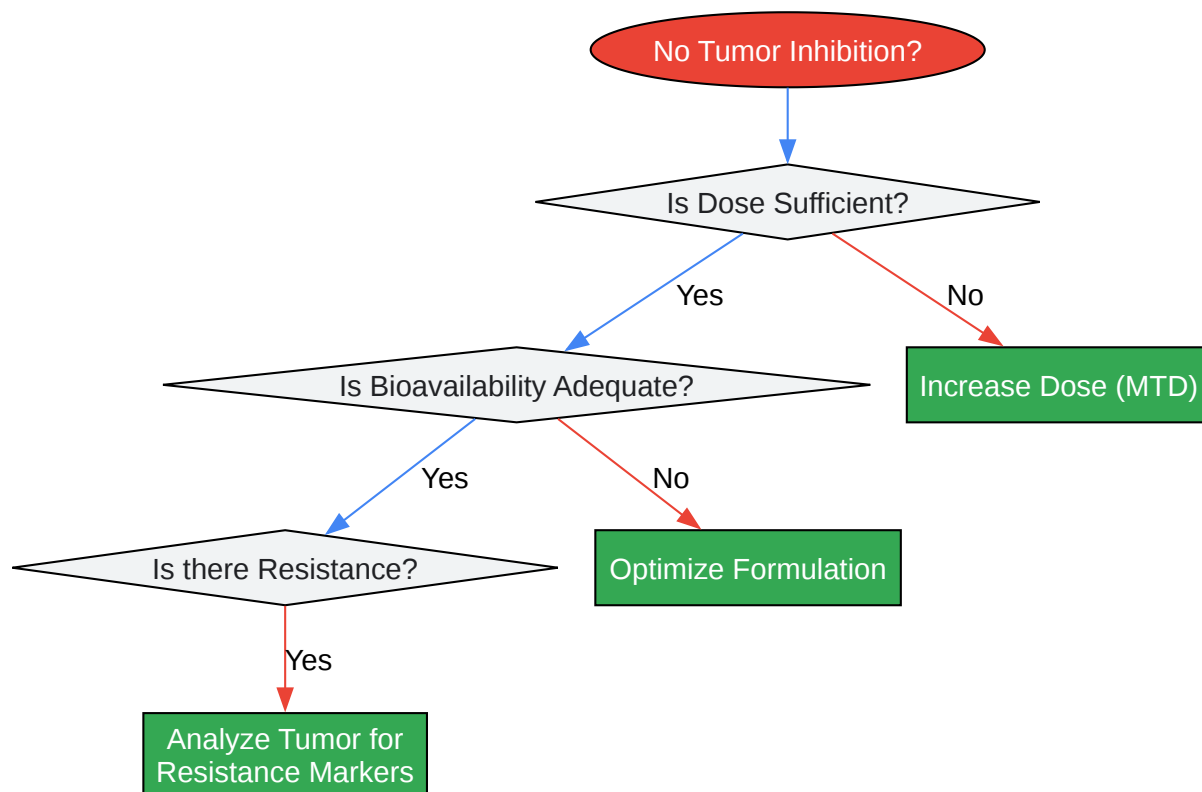 No Tumor Inhibition?
Is Dose Sufficient?
Yes
No
Is Bioavailability Adequate?
Increase Dose (MTD)
Yes
No
Is there Resistance?
Optimize Formulation
Yes
Analyze Tumor for
Resistance Markers